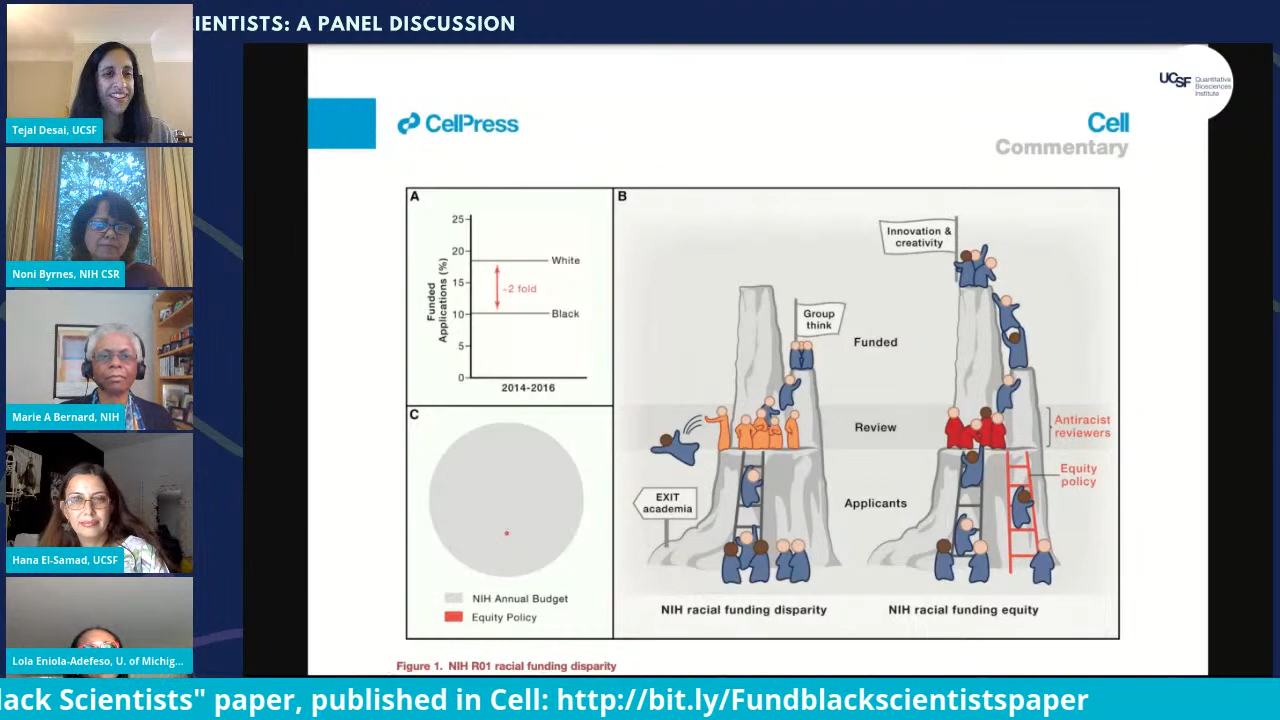 CIENTISTS: A PANEL DISCUSSION
Tejal Desai, UCSF
Noni Byrnes, NIH CSR
Marie A Bernard, NIH
Hana El-Samad, UCSF
Lola Eniola-Adefeso, U. of Michig...
UCSF
Quantitative
Biosciences
Institute
CellPress
Cell
Commentary
A
25
20
15
10
5
0
Funded
Applications (%)
White
~2 fold
Black
2014-2016
B
Innovation &
creativity
Group
think
Funded
Review
Antiracist
reviewers
Equity
policy
EXIT
academia
Applicants
NIH racial funding disparity
NIH racial funding equity
C
NIH Annual Budget
Equity Policy
Figure 1. NIH R01 racial funding disparity
lack Scientists" paper, published in Cell: http://bit.ly/Fundblackscientistspaper